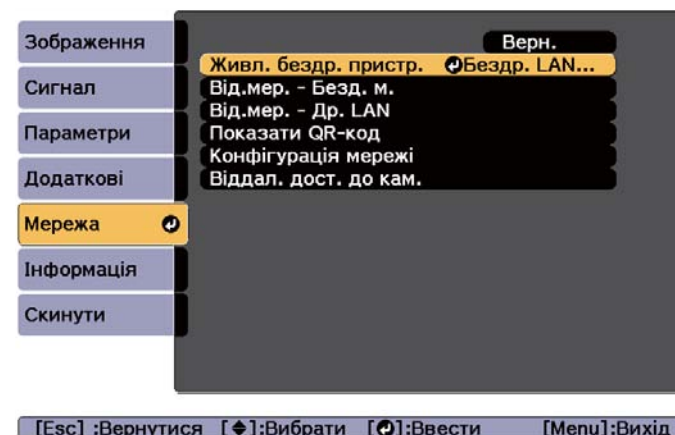 Зображення
Сигнал
Параметри
Додаткові
Мережа
Інформація
Скинути
Верн.
Живл. бездр. пристр. Бездр. LAN...
Від.мер. - Безд. м.
Від.мер. - Др. LAN
Показати QR-код
Конфігурація мережі
Віддал. дост. до кам.
[Esc] :Вернутися [◆]:Вибрати [⏎]:Ввести [Menu]:Вихід